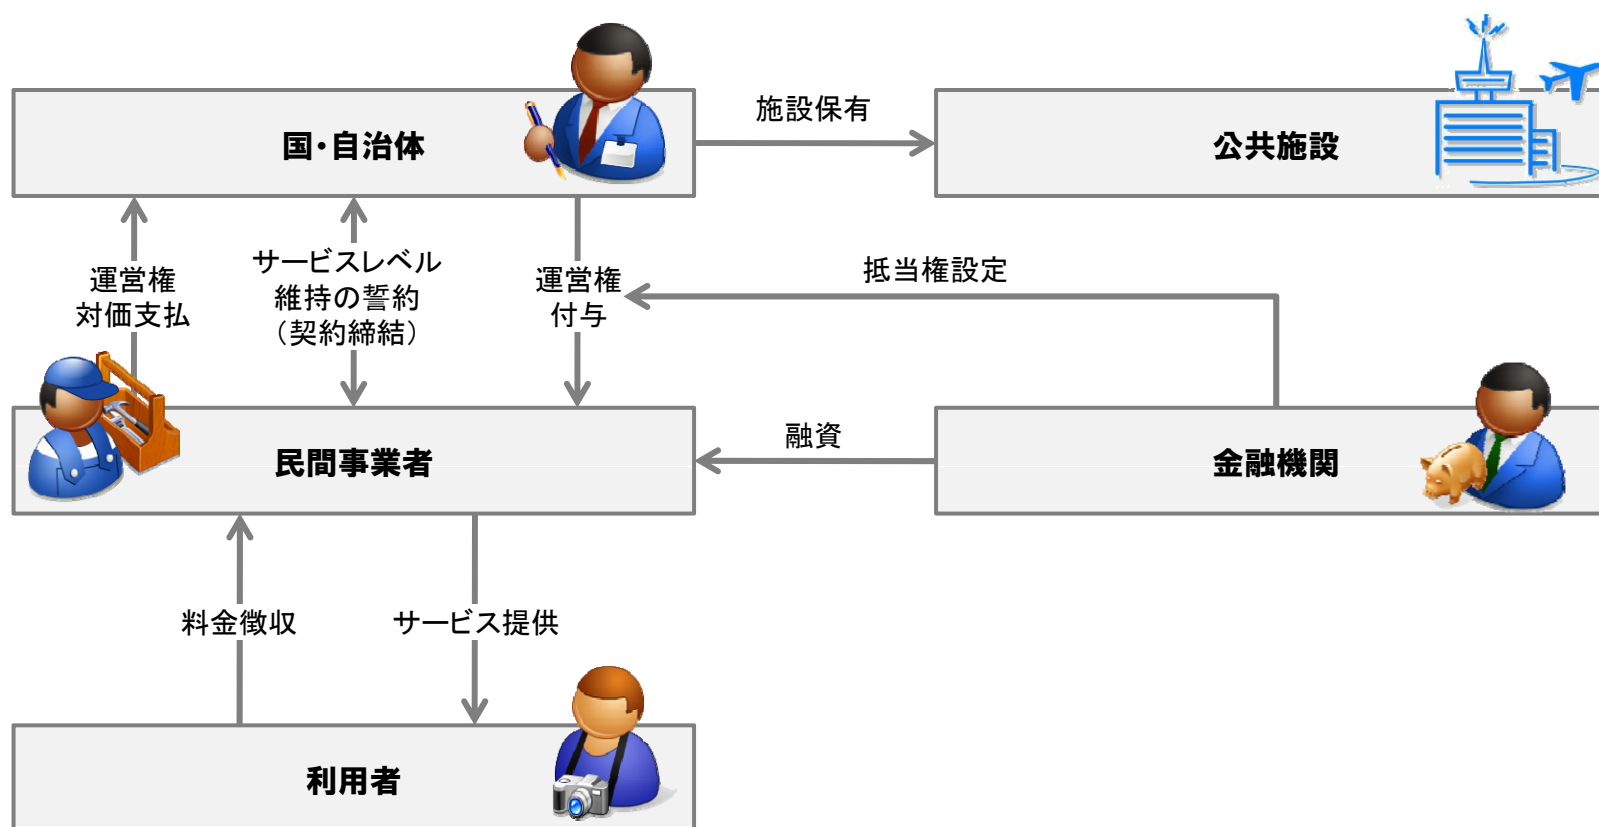 国・自治体
施設保有
公共施設
運営権
対価支払
サービスレベル
維持の誓約
（契約締結）
運営権
付与
抵当権設定
民間事業者
融資
金融機関
料金徴収
サービス提供
利用者